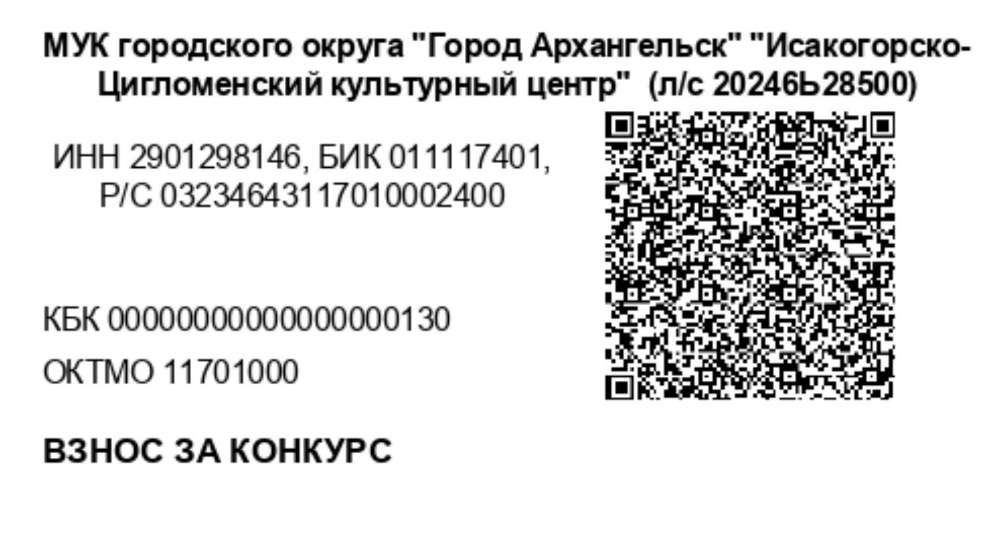 МУК городского округа "Город Архангельск" "Исакогорско-
Цигломенский культурный центр" (л/с 20246Ь28500)
ИНН 2901298146, БИК 011117401,
Р/С 03234643117010002400
КБК 00000000000000000130
ОКТМО 11701000
ВЗНОС ЗА КОНКУРС